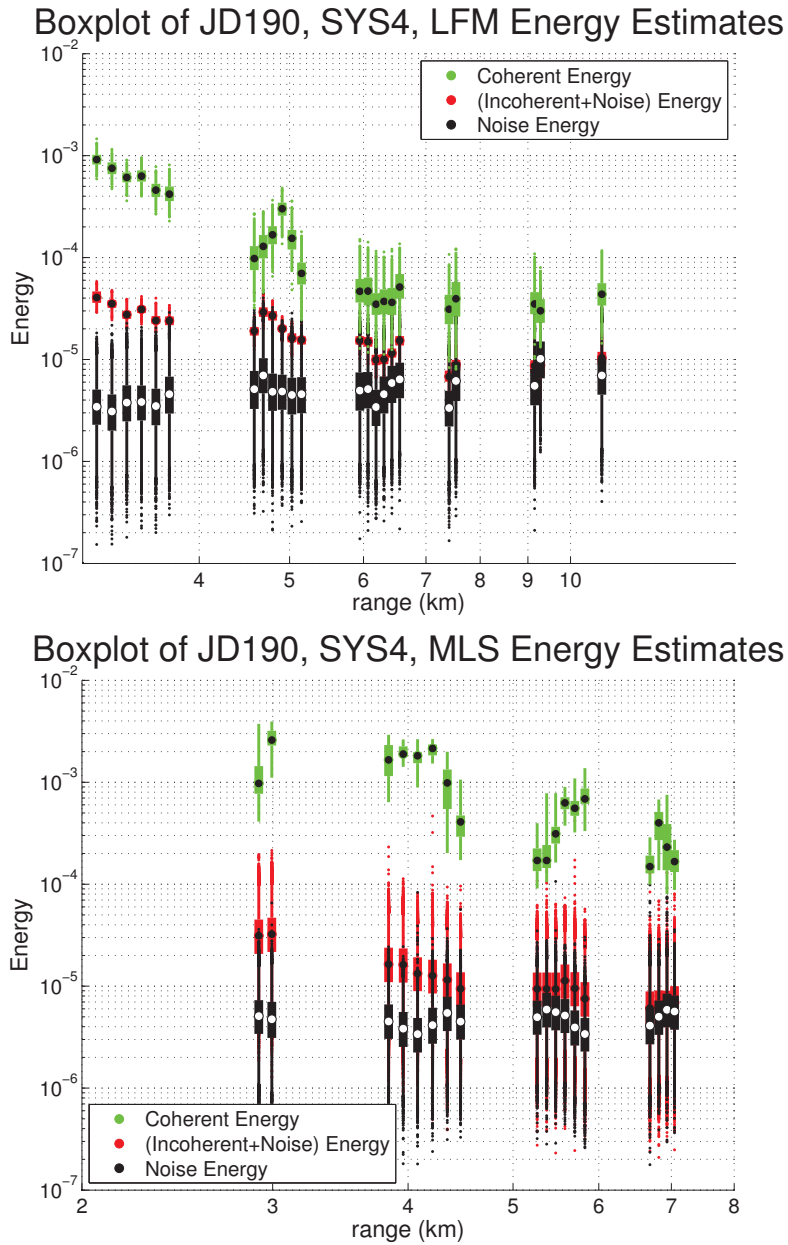 Boxplot of JD190, SYS4, LFM Energy Estimates
10⁻²
10⁻³
10⁻⁴
10⁻⁵
10⁻⁶
10⁻⁷
Energy
Coherent Energy
(Incoherent+Noise) Energy
Noise Energy
4 5 6 7 8 9 10
range (km)
Boxplot of JD190, SYS4, MLS Energy Estimates
10⁻²
10⁻³
10⁻⁴
10⁻⁵
10⁻⁶
10⁻⁷
Energy
Coherent Energy
(Incoherent+Noise) Energy
Noise Energy
2 3 4 5 6 7 8
range (km)